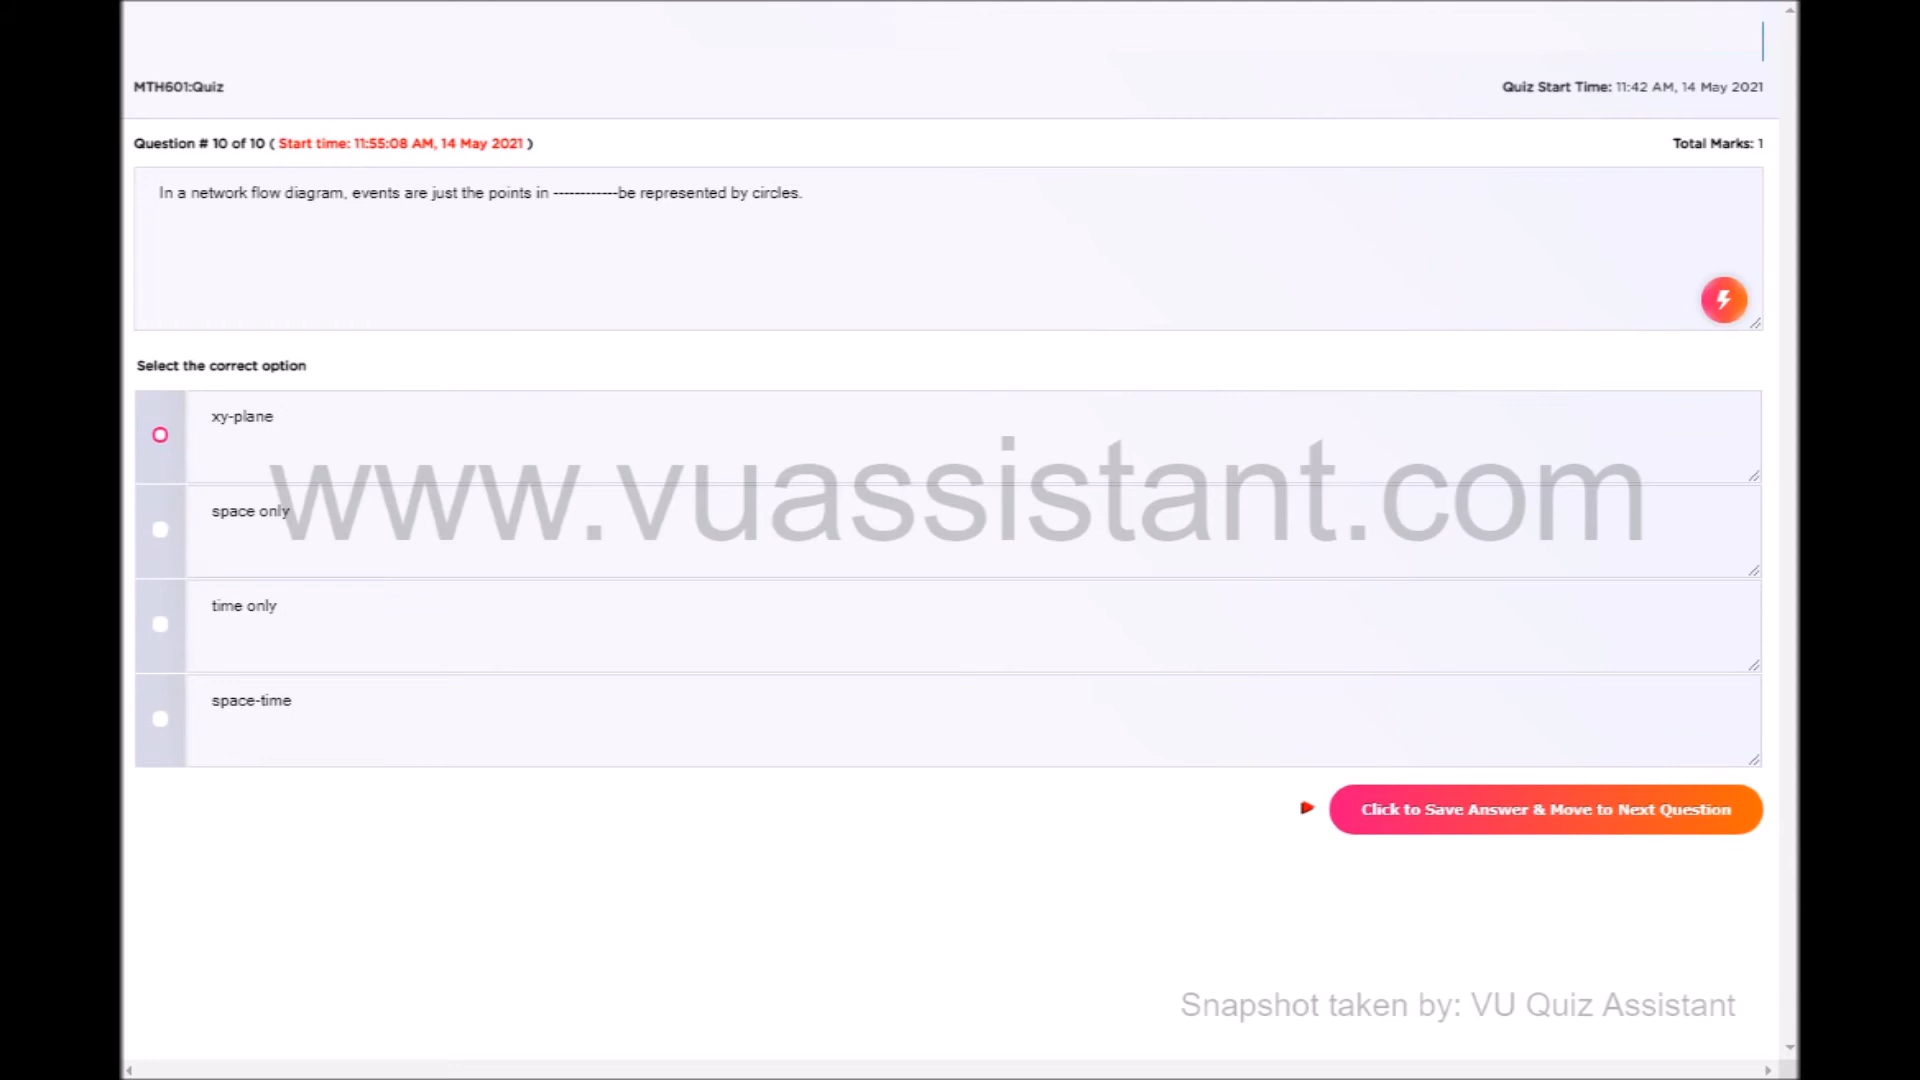 MTH601:Quiz
Quiz Start Time: 11:42 AM, 14 May 2021
Question # 10 of 10 ( Start time: 11:55:08 AM, 14 May 2021 )
Total Marks: 1
In a network flow diagram, events are just the points in ------------be represented by circles.
Select the correct option
xy-plane
www.vuassistant.com
space only
time only
space-time
Click to Save Answer & Move to Next Question
Snapshot taken by: VU Quiz Assistant